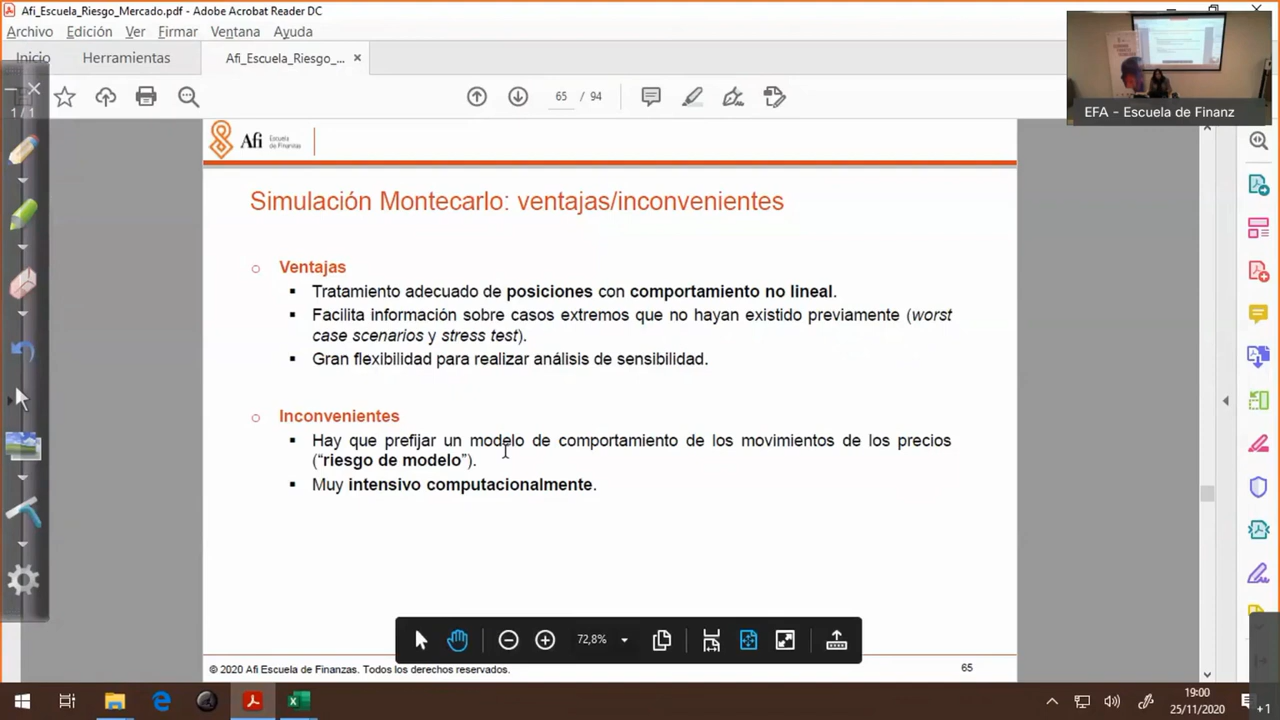 Afi_Escuela_Riesgo_Mercado.pdf - Adobe Acrobat Reader DC
Archivo Edición Ver Firmar Ventana Ayuda
Inicio Herramientas Afi_Escuela_Riesgo_...
1/1
65 / 94
EFA - Escuela de Finanz
Afi Escuela de Finanzas
Simulación Montecarlo: ventajas/inconvenientes
Ventajas
Tratamiento adecuado de posiciones con comportamiento no lineal.
Facilita información sobre casos extremos que no hayan existido previamente (worst
case scenarios y stress test).
Gran flexibilidad para realizar análisis de sensibilidad.
Inconvenientes
Hay que prefijar un modelo de comportamiento de los movimientos de los precios
("riesgo de modelo").
Muy intensivo computacionalmente.
72,8%
© 2020 Afi Escuela de Finanzas. Todos los derechos reservados.
65
19:00
25/11/2020
+1